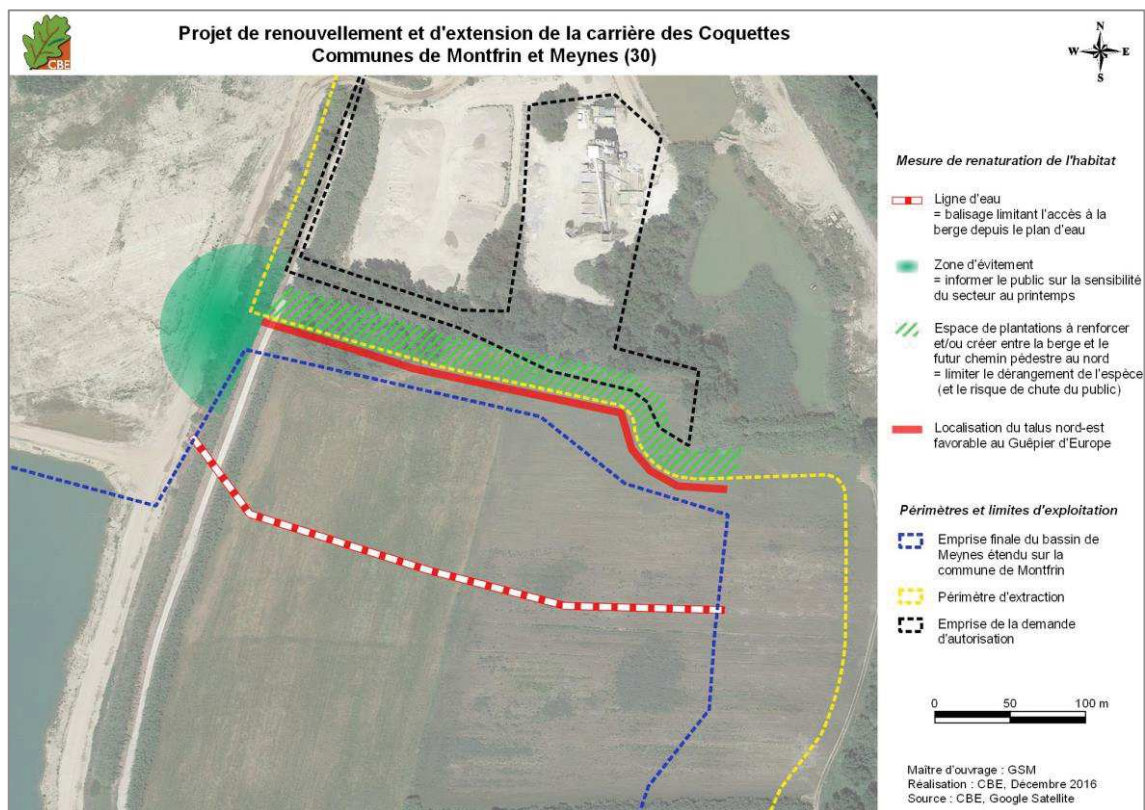 Projet de renouvellement et d'extension de la carrière des Coquettes
Communes de Montfrin et Meynes (30)
CBE
N
W
E
S
Mesure de renaturation de l'habitat
Ligne d'eau
= balisage limitant l'accès à la
berge depuis le plan d'eau
Zone d'évitement
= informer le public sur la sensibilité
du secteur au printemps
Espace de plantations à renforcer
et/ou créer entre la berge et le
futur chemin pédestre au nord
= limiter le dérangement de l'espèce
(et le risque de chute du public)
Localisation du talus nord-est
favorable au Guêpier d'Europe
Périmètres et limites d'exploitation
Emprise finale du bassin de
Meynes étendu sur la
commune de Montfrin
Périmètre d'extraction
Emprise de la demande
d'autorisation
0 50 100 m
Maître d'ouvrage : GSM
Réalisation : CBE, Décembre 2016
Source : CBE, Google Satellite